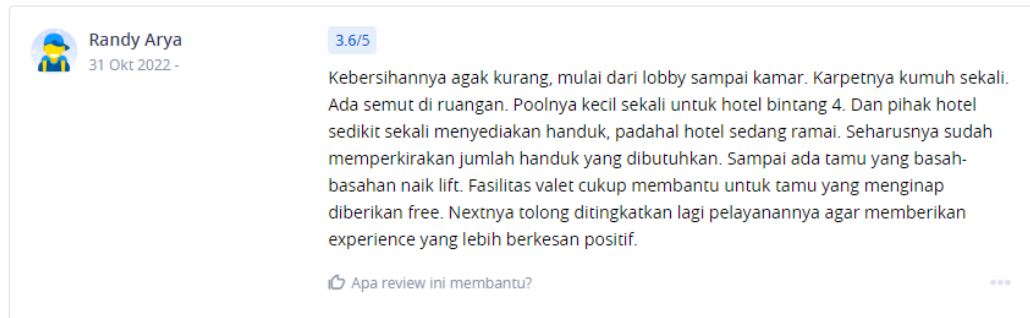 Randy Arya
31 Okt 2022 -
3.6/5
Kebersihannya agak kurang, mulai dari lobby sampai kamar. Karpetnya kumuh sekali.
Ada semut di ruangan. Poolnya kecil sekali untuk hotel bintang 4. Dan pihak hotel
sedikit sekali menyediakan handuk, padahal hotel sedang ramai. Seharusnya sudah
memperkirakan jumlah handuk yang dibutuhkan. Sampai ada tamu yang basah-
basahan naik lift. Fasilitas valet cukup membantu untuk tamu yang menginap
diberikan free. Nextnya tolong ditingkatkan lagi pelayanannya agar memberikan
experience yang lebih berkesan positif.
Apa review ini membantu?